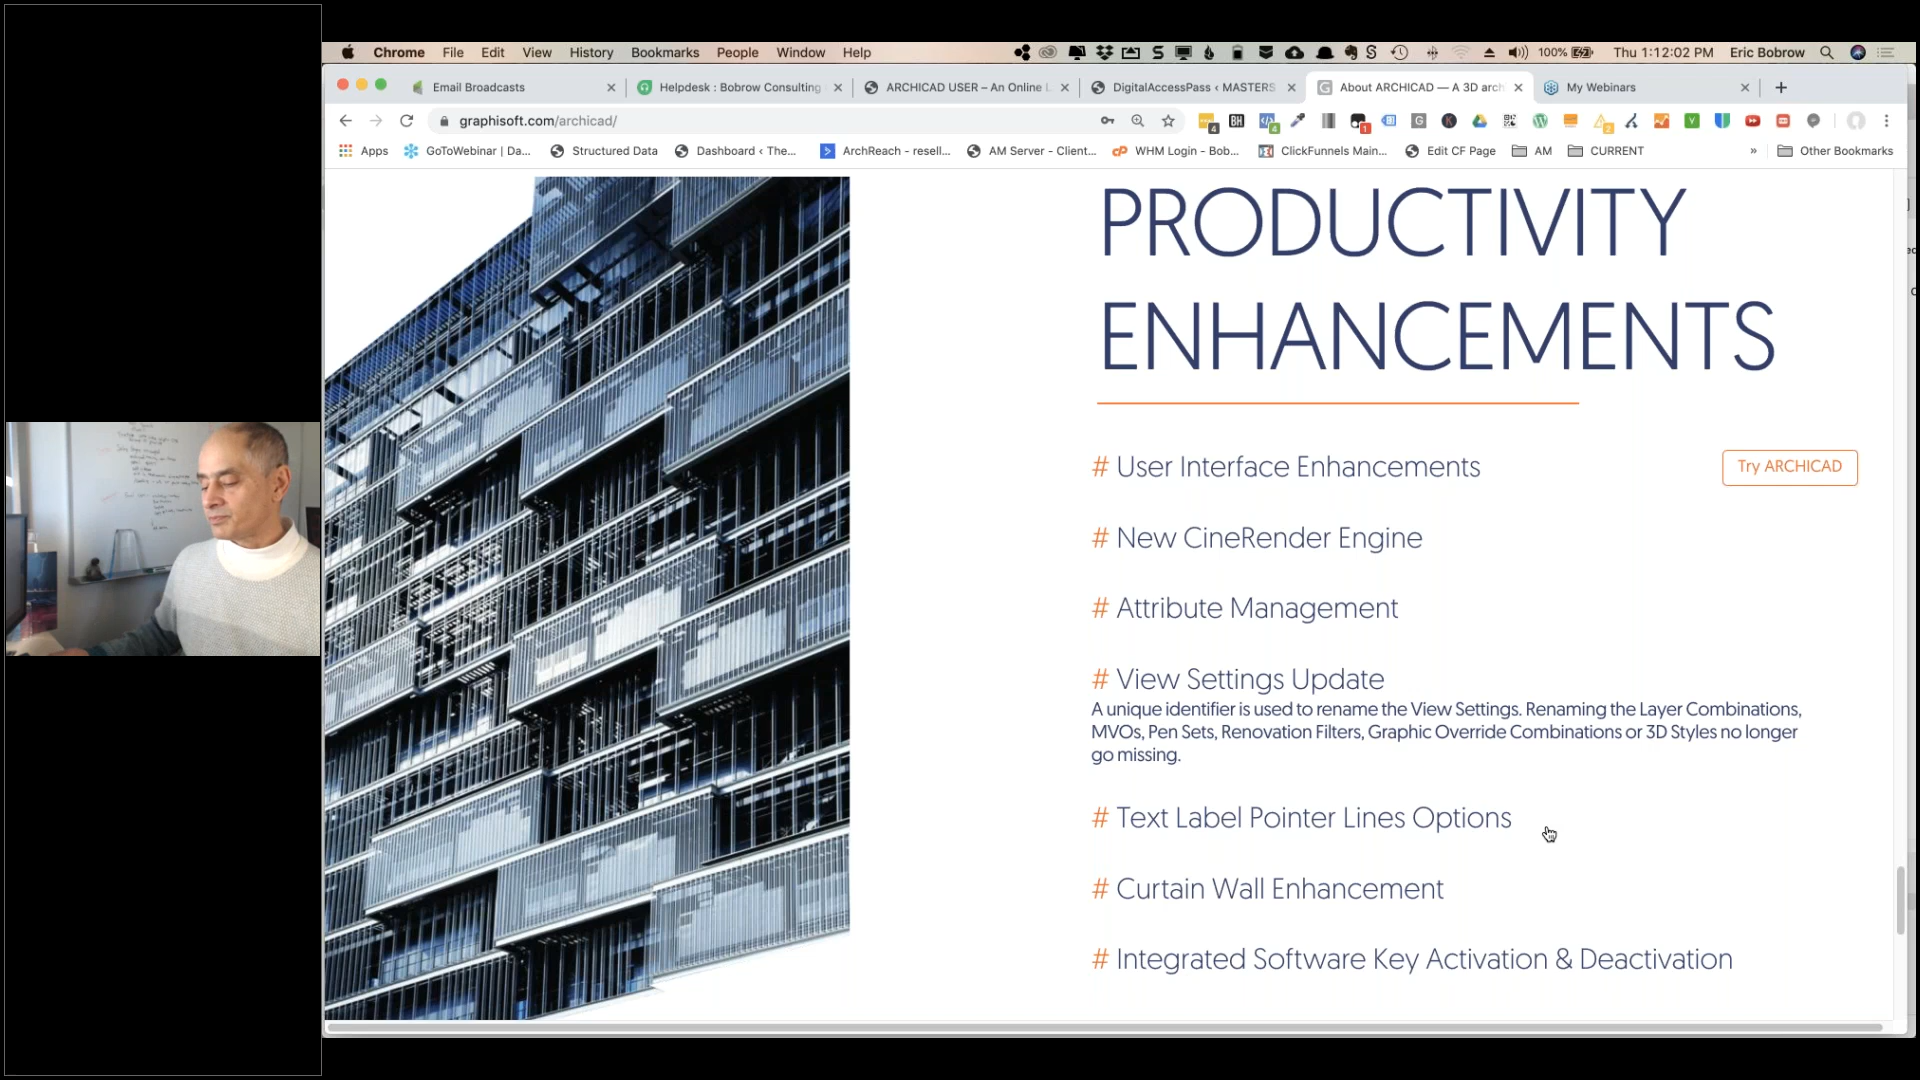 Chrome File Edit View History Bookmarks People Window Help
100% Thu 1:12:02 PM Eric Bobrow
Email Broadcasts
Helpdesk : Bobrow Consulting
ARCHICAD USER – An Online L
DigitalAccessPass ‹ MASTERS
About ARCHICAD — A 3D arch
My Webinars
graphisoft.com/archicad/
Apps
GoToWebinar | Da...
Structured Data
Dashboard ‹ The...
ArchReach - resell...
AM Server - Client...
WHM Login - Bob...
ClickFunnels Main...
Edit CF Page
AM
CURRENT
» Other Bookmarks
PRODUCTIVITY
ENHANCEMENTS
# User Interface Enhancements
Try ARCHICAD
# New CineRender Engine
# Attribute Management
# View Settings Update
A unique identifier is used to rename the View Settings. Renaming the Layer Combinations,
MVOs, Pen Sets, Renovation Filters, Graphic Override Combinations or 3D Styles no longer
go missing.
# Text Label Pointer Lines Options
# Curtain Wall Enhancement
# Integrated Software Key Activation & Deactivation